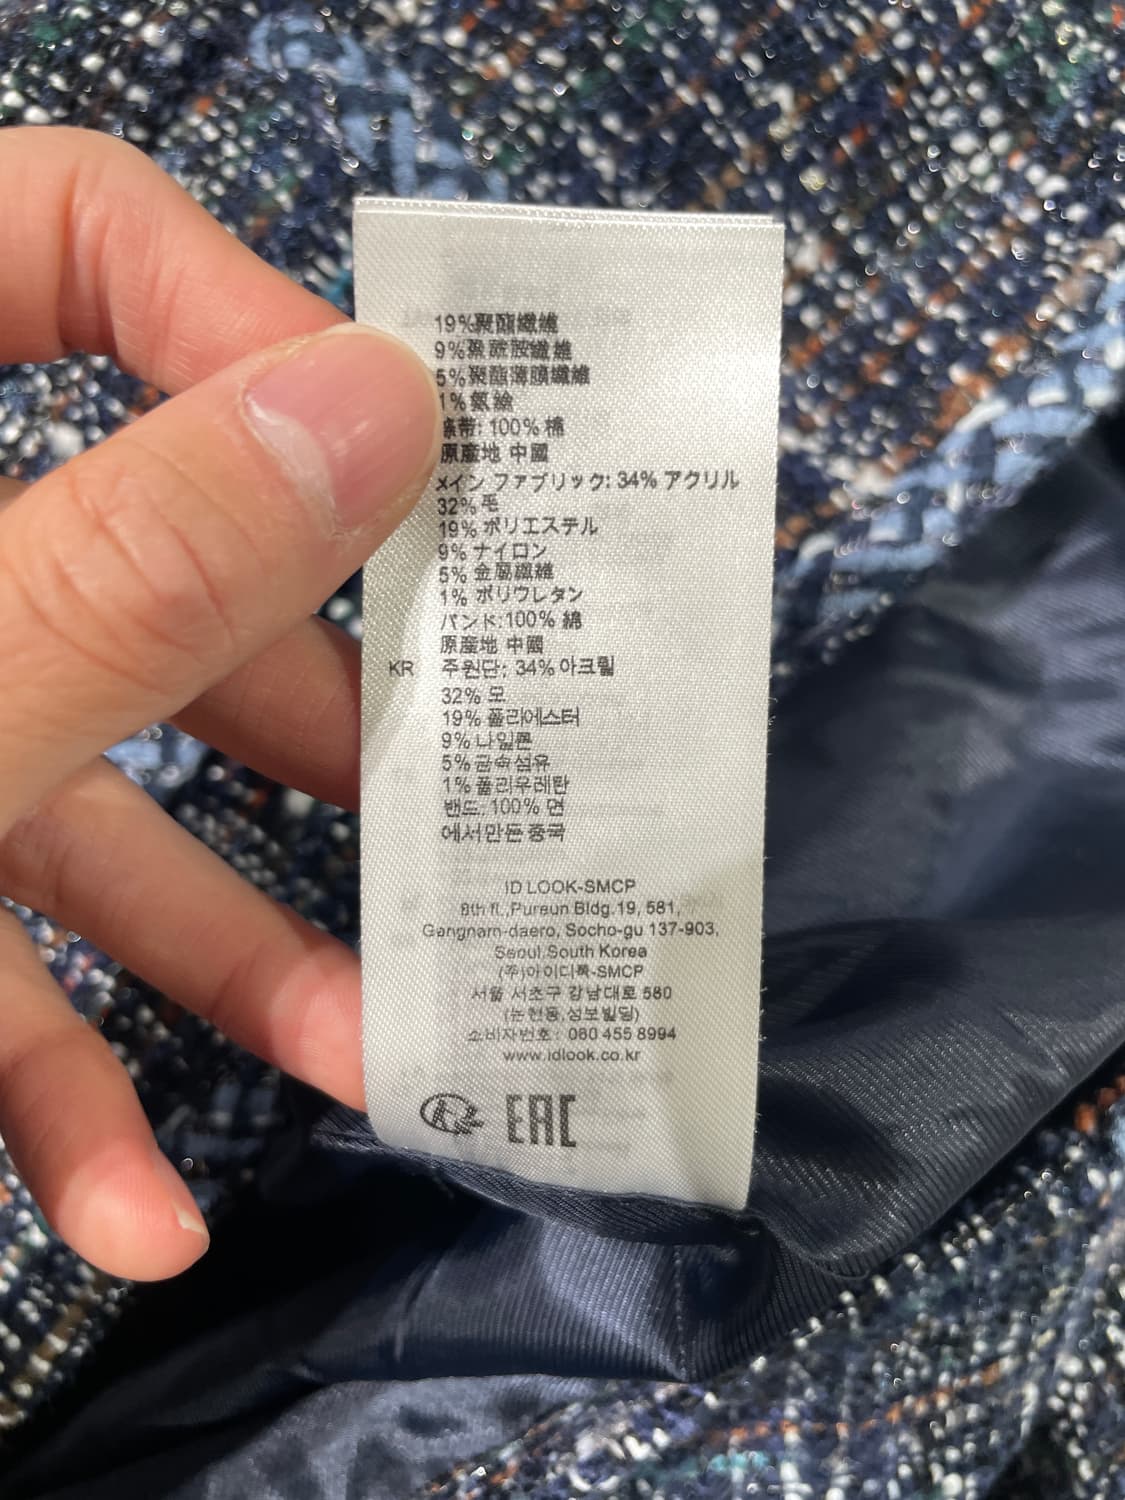 19%聚酯纖維
9%聚酰胺纖維
5%聚酯薄膜纖維
1%氨綸
條帶: 100% 棉
原産地 中國
メイン ファブリック: 34% アクリル
32% 毛
19% ポリエステル
9% ナイロン
5% 金属繊維
1% ポリウレタン
バンド:100% 綿
原産地 中國
KR 주원단: 34% 아크릴
32% 모
19% 폴리에스터
9% 나일론
5% 금속섬유
1% 폴리우레탄
밴드: 100% 면
에서만든 중국
ID LOOK-SMCP
8th fl.,Pureun Bldg.19, 581,
Gangnam-daero, Socho-gu 137-903,
Seoul,South Korea
(주)아이디룩-SMCP
서울 서초구 강남대로 580
(논현동,성보빌딩)
소비자번호: 080 455 8994
www.idlook.co.kr
EAC